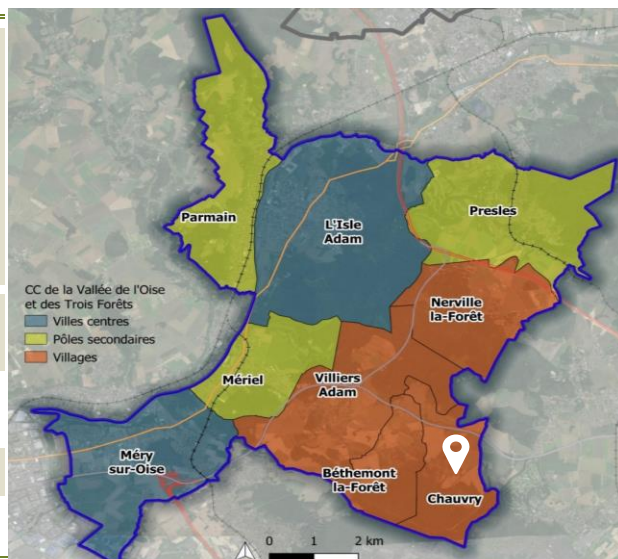 Parmain
L'Isle
Adam
Presles
CC de la Vallée de l'Oise
et des Trois Forêts
Villes centres
Pôles secondaires
Villages
Nerville
la-Forêt
Mériel
Villiers
Adam
Méry
sur-Oise
Béthemont
la-Forêt
Chauvry
0 1 2 km